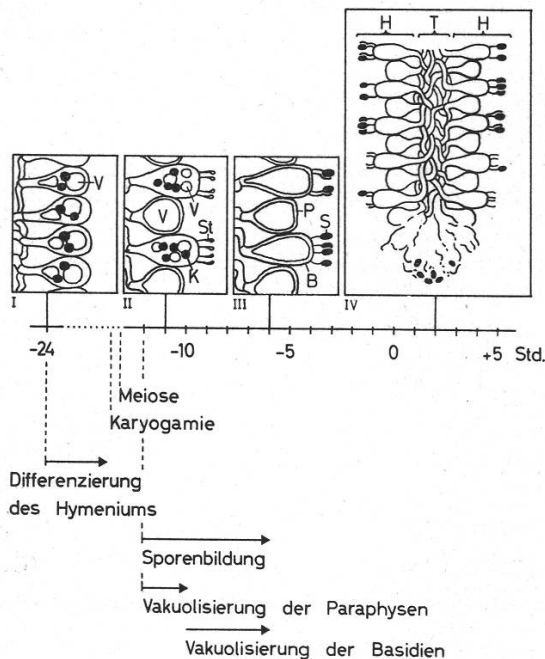 H T H
V
V
V
St
K
P
S
B
I II III IV
-24 -10 -5 0 +5 Std.
Meiose
Karyogamie
Differenzierung
des Hymeniums
Sporenbildung
Vakuolisierung der Paraphysen
Vakuolisierung der Basidien